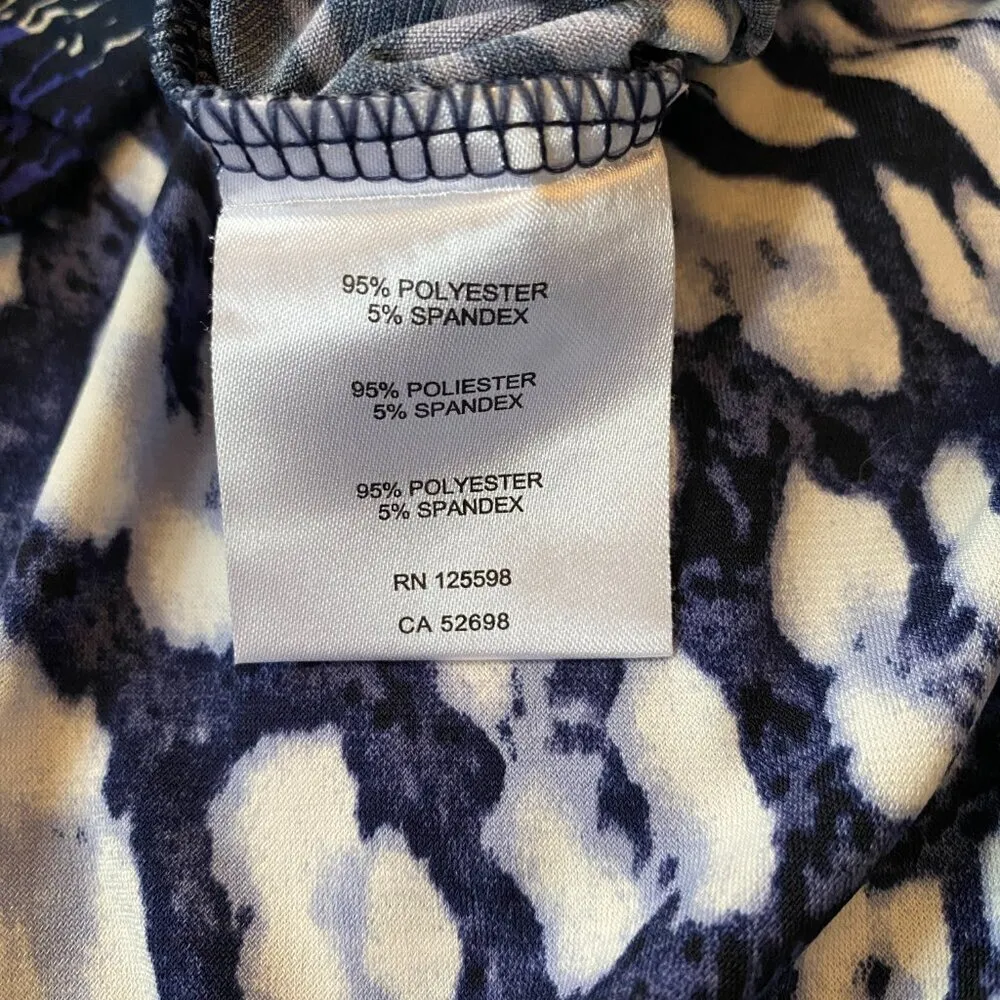 95% POLYESTER
5% SPANDEX
95% POLIESTER
5% SPANDEX
95% POLYESTER
5% SPANDEX
RN 125598
CA 52698